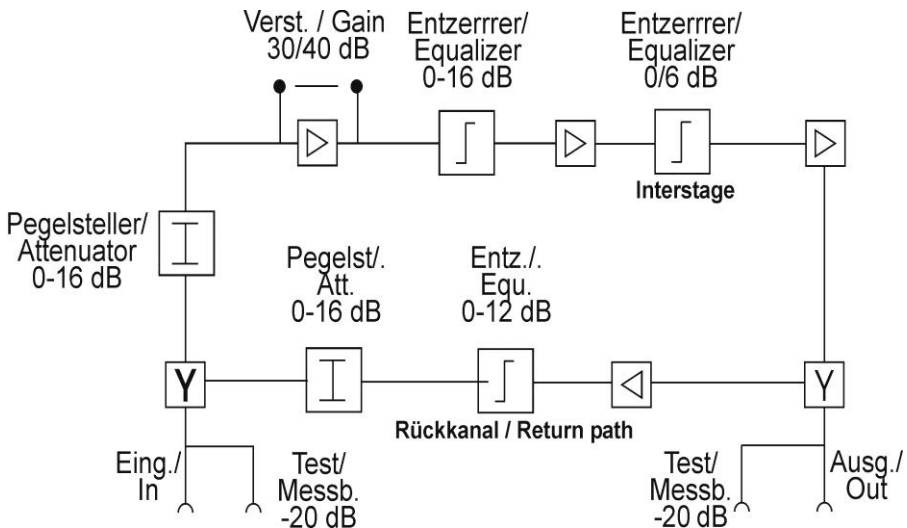 Verst. / Gain
30/40 dB
Entzerrrer/
Equalizer
0-16 dB
Entzerrrer/
Equalizer
0/6 dB
Interstage
Pegelsteller/
Attenuator
0-16 dB
Pegelst/.
Att.
0-16 dB
Entz./.
Equ.
0-12 dB
Y
Y
Rückkanal / Return path
Eing./
In
Test/
Messb.
-20 dB
Test/
Messb.
-20 dB
Ausg./
Out